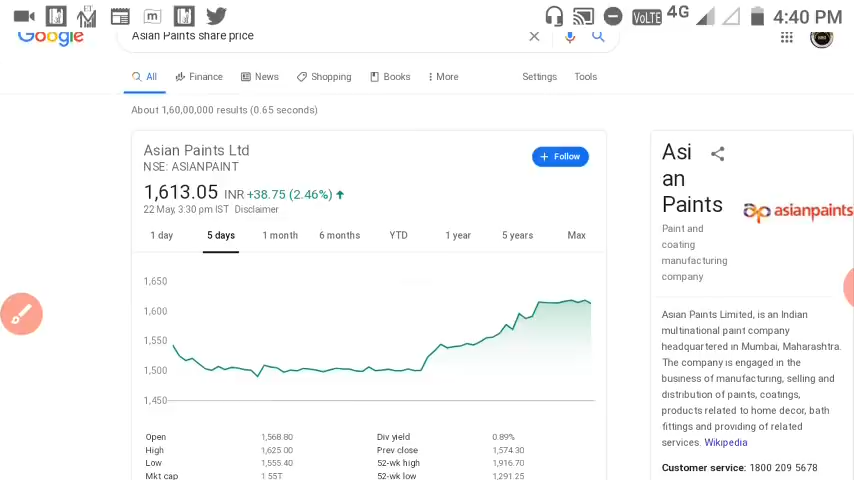 ET
VoLTE 4G 4:40 PM
Google
Asian Paints share price
All Finance News Shopping Books More Settings Tools
About 1,60,00,000 results (0.65 seconds)
Asian Paints Ltd
NSE: ASIANPAINT
+ Follow
1,613.05 INR +38.75 (2.46%)
22 May, 3:30 pm IST Disclaimer
1 day 5 days 1 month 6 months YTD 1 year 5 years Max
1,650
1,600
1,550
1,500
1,450
Open 1,568.80 Div yield 0.89%
High 1,625.00 Prev close 1,574.30
Low 1,555.40 52-wk high 1,916.70
Mkt cap 1.55T 52-wk low 1,291.25
Asi
an
Paints
asianpaints
Paint and
coating
manufacturing
company
Asian Paints Limited, is an Indian
multinational paint company
headquartered in Mumbai, Maharashtra.
The company is engaged in the
business of manufacturing, selling and
distribution of paints, coatings,
products related to home decor, bath
fittings and providing of related
services. Wikipedia
Customer service: 1800 209 5678